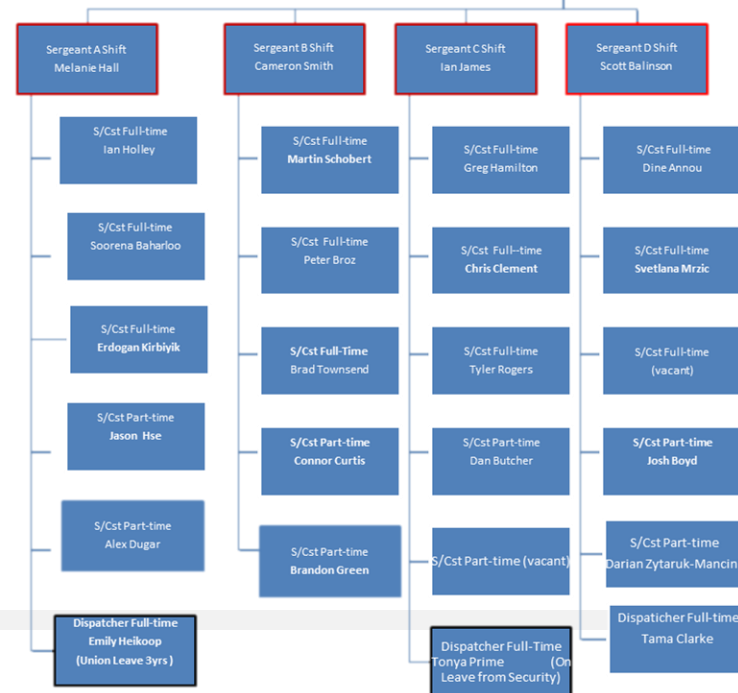 Sergeant A Shift
Melanie Hall
S/Cst Full-time
Ian Holley
S/Cst Full-time
Soorena Baharloo
S/Cst Full-time
Erdogan Kirbiyik
S/Cst Part-time
Jason Hse
S/Cst Part-time
Alex Dugar
Dispatcher Full-time
Emily Heikoop
(Union Leave 3yrs )
Sergeant B Shift
Cameron Smith
S/Cst Full-time
Martin Schobert
S/Cst Full-time
Peter Broz
S/Cst Full-Time
Brad Townsend
S/Cst Part-time
Connor Curtis
S/Cst Part-time
Brandon Green
Sergeant C Shift
Ian James
S/Cst Full-time
Greg Hamilton
S/Cst Full--time
Chris Clement
S/Cst Full-time
Tyler Rogers
S/Cst Part-time
Dan Butcher
S/Cst Part-time (vacant)
Dispatcher Full-Time
Tonya Prime (On
Leave from Security)
Sergeant D Shift
Scott Balinson
S/Cst Full-time
Dine Annou
S/Cst Full-time
Svetlana Mrzic
S/Cst Full-time
(vacant)
S/Cst Part-time
Josh Boyd
S/Cst Part-time
Darian Zytaruk-Mancin
Dispaticher Full-time
Tama Clarke